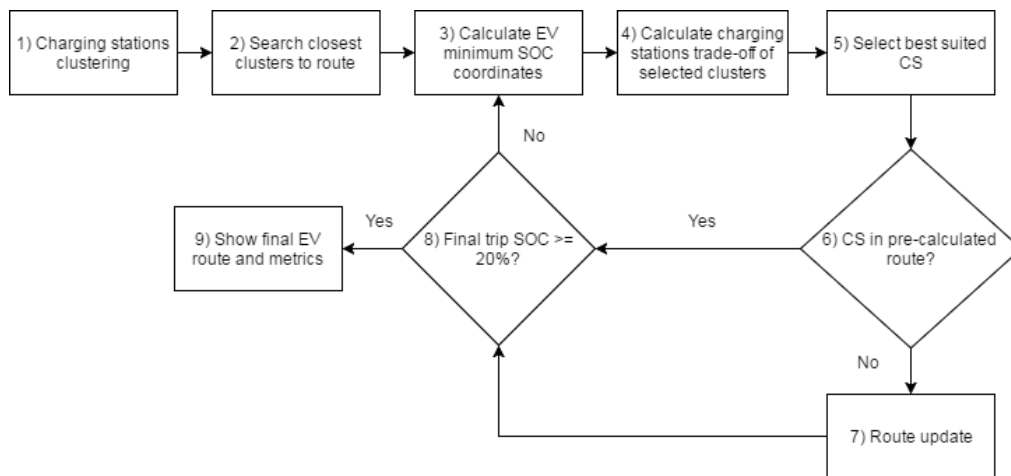 1) Charging stations
clustering
2) Search closest
clusters to route
3) Calculate EV
minimum SOC
coordinates
4) Calculate charging
stations trade-off of
selected clusters
5) Select best suited
CS
No
Yes
Yes
9) Show final EV
route and metrics
8) Final trip SOC >=
20%?
6) CS in pre-calculated
route?
No
7) Route update